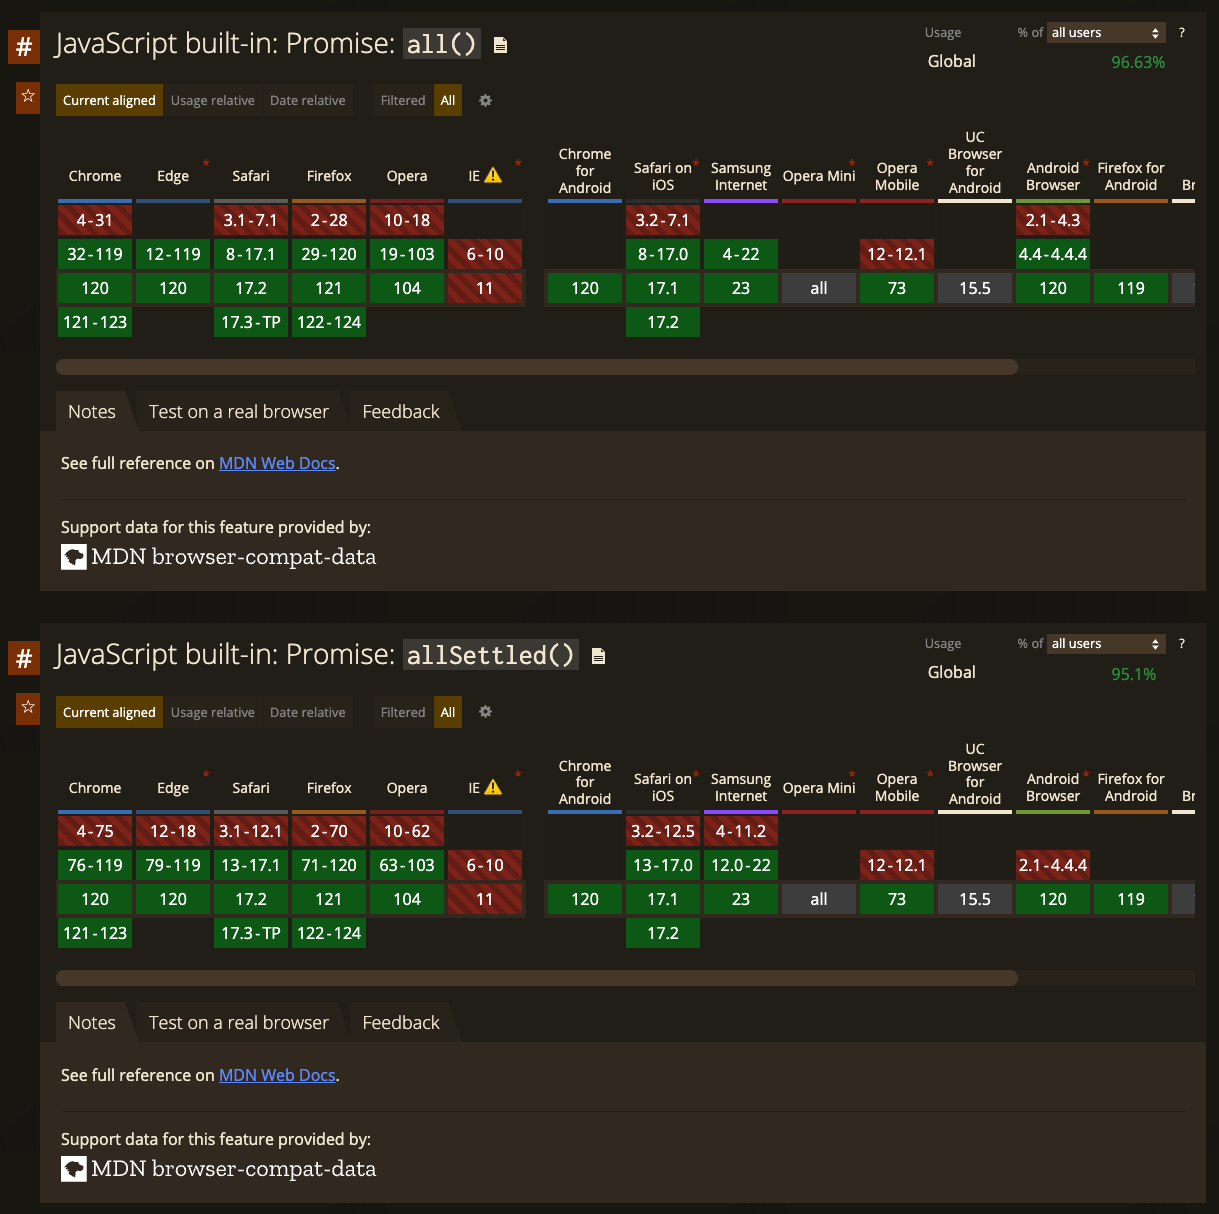 # JavaScript built-in: Promise: all()
Usage % of all users ?
Global 96.63%
☆
Current aligned Usage relative Date relative Filtered All
Chrome Edge * Safari Firefox Opera IE ⚠ * Chrome for Android Safari on iOS * Samsung Internet Opera Mini * Opera Mobile * UC Browser for Android Android Browser * Firefox for Android
4-31 3.1-7.1 2-28 10-18 3.2-7.1 2.1-4.3
32-119 12-119 8-17.1 29-120 19-103 6-10 8-17.0 4-22 12-12.1 4.4-4.4.4
120 120 17.2 121 104 11 120 17.1 23 all 73 15.5 120 119
121-123 17.3-TP 122-124 17.2
Notes Test on a real browser Feedback
See full reference on MDN Web Docs.
Support data for this feature provided by:
MDN browser-compat-data
# JavaScript built-in: Promise: allSettled()
Usage % of all users ?
Global 95.1%
☆
Current aligned Usage relative Date relative Filtered All
Chrome Edge * Safari Firefox Opera IE ⚠ * Chrome for Android Safari on iOS * Samsung Internet Opera Mini * Opera Mobile * UC Browser for Android Android Browser * Firefox for Android
4-75 12-18 3.1-12.1 2-70 10-62 3.2-12.5 4-11.2
76-119 79-119 13-17.1 71-120 63-103 6-10 13-17.0 12.0-22 12-12.1 2.1-4.4.4
120 120 17.2 121 104 11 120 17.1 23 all 73 15.5 120 119
121-123 17.3-TP 122-124 17.2
Notes Test on a real browser Feedback
See full reference on MDN Web Docs.
Support data for this feature provided by:
MDN browser-compat-data